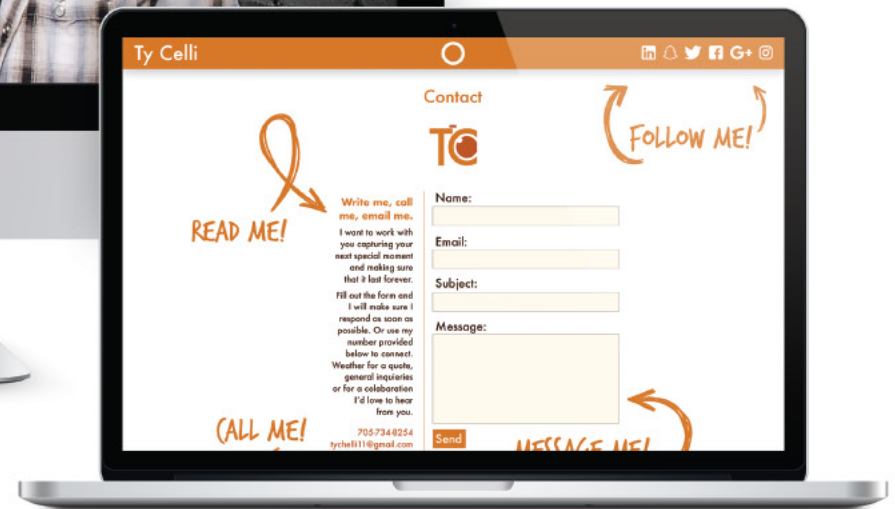 Ty Celli
G+
Contact
TC
FOLLOW ME!
READ ME!
Write me, call
me, email me.
I want to work with
you capturing your
next special moment
and making sure
that it last forever.
Fill out the form and
I will make sure I
respond as soon as
possible. Or use my
number provided
below to connect.
Weather for a quote,
general inquieries
or for a colabaration
I'd love to hear
from you.
705-734-8254
tychelli11@gmail.com
CALL ME!
Name:
Email:
Subject:
Message:
Send
MESSAGE ME!